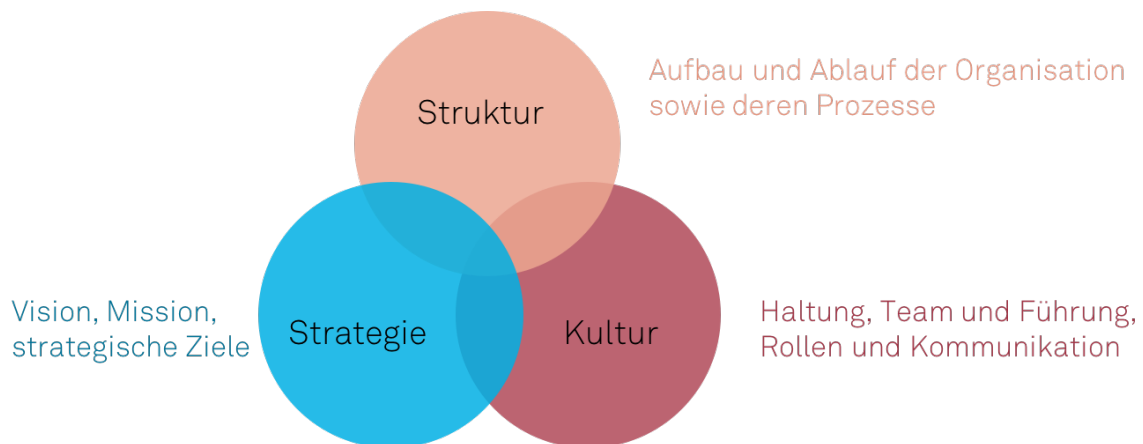 Struktur
Aufbau und Ablauf der Organisation
sowie deren Prozesse
Vision, Mission,
strategische Ziele
Strategie
Kultur
Haltung, Team und Führung,
Rollen und Kommunikation